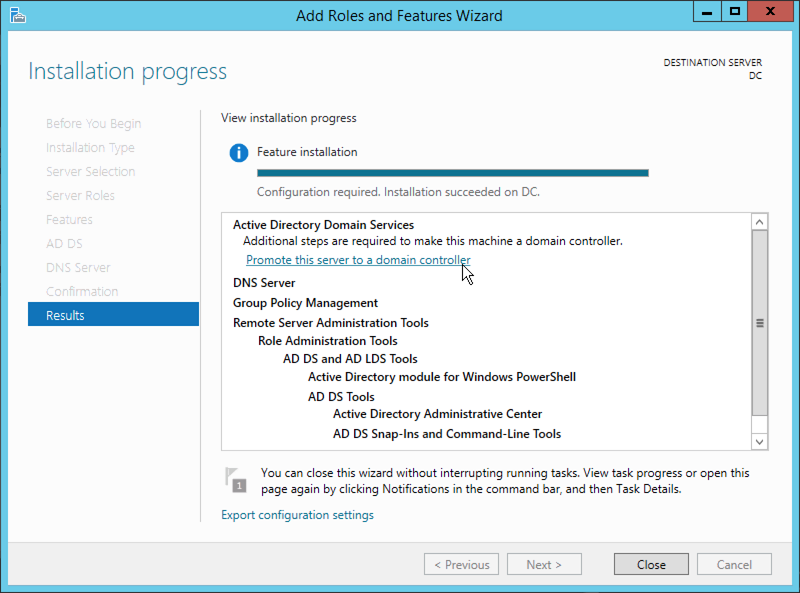 Add Roles and Features Wizard
Installation progress
DESTINATION SERVER
DC
Before You Begin
Installation Type
Server Selection
Server Roles
Features
AD DS
DNS Server
Confirmation
Results
View installation progress
Feature installation
Configuration required. Installation succeeded on DC.
Active Directory Domain Services
Additional steps are required to make this machine a domain controller.
Promote this server to a domain controller
DNS Server
Group Policy Management
Remote Server Administration Tools
Role Administration Tools
AD DS and AD LDS Tools
Active Directory module for Windows PowerShell
AD DS Tools
Active Directory Administrative Center
AD DS Snap-Ins and Command-Line Tools
1
You can close this wizard without interrupting running tasks. View task progress or open this
page again by clicking Notifications in the command bar, and then Task Details.
Export configuration settings
< Previous
Next >
Close
Cancel